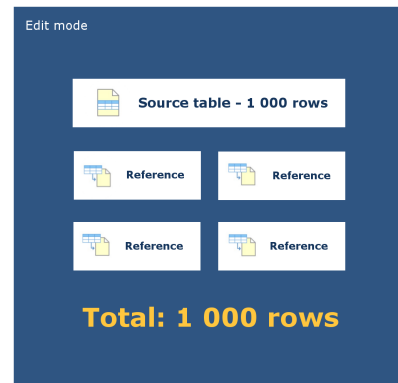 Edit mode
Source table - 1 000 rows
Reference
Reference
Reference
Reference
Total: 1 000 rows